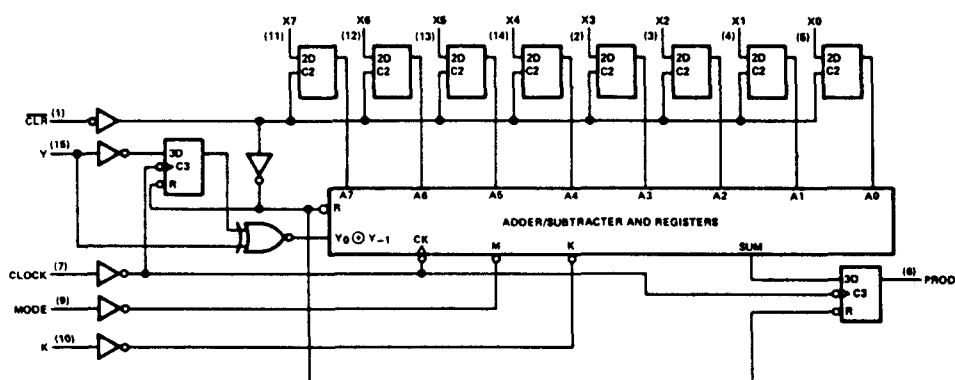 X7 X6 X5 X4 X3 X2 X1 X0
(11) (12) (13) (14) (2) (3) (4) (5)
2D 2D 2D 2D 2D 2D 2D 2D
C2 C2 C2 C2 C2 C2 C2 C2
CLR (1)
Y (15)
3D
C3
R
A7 A6 A5 A4 A3 A2 A1 A0
R
ADDER/SUBTRACTER AND REGISTERS
Y0 ⊕ Y−1
CK M K SUM
CLOCK (7)
3D
(6) PROD
C3
R
MODE (9)
K (10)